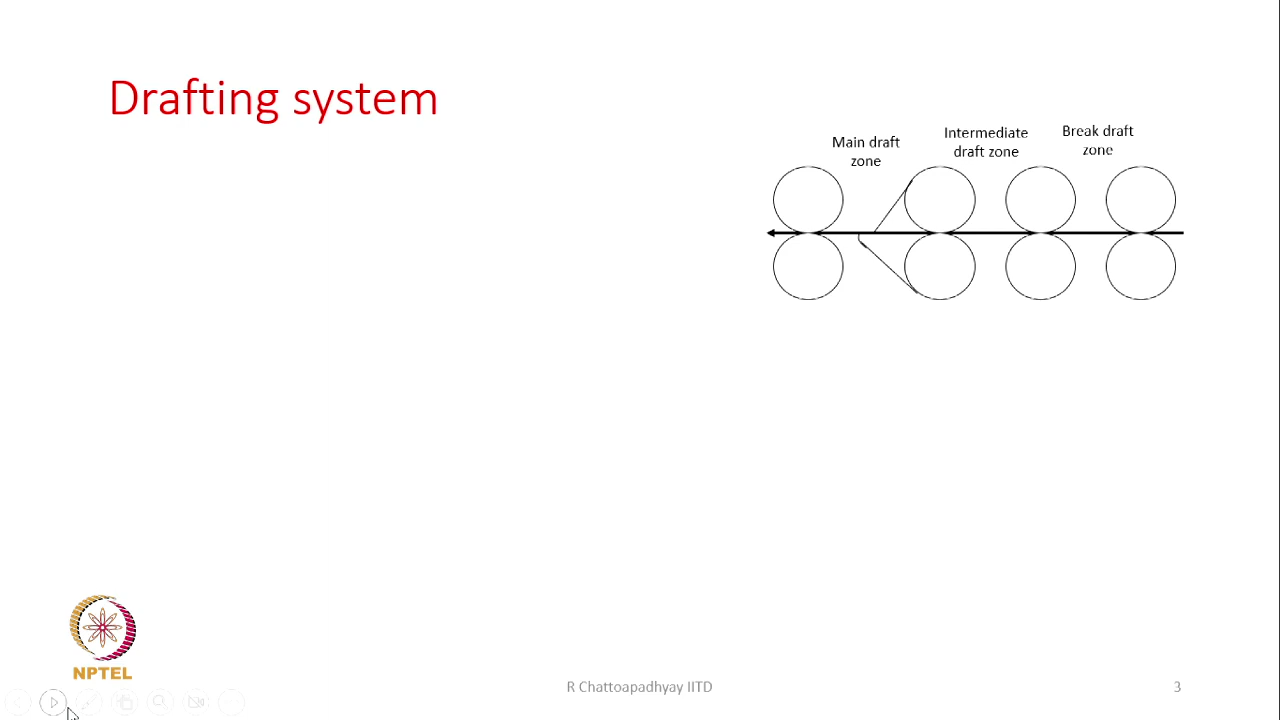 Drafting system
Main draft
zone
Intermediate
draft zone
Break draft
zone
NPTEL
R Chattoapadhyay IITD
3